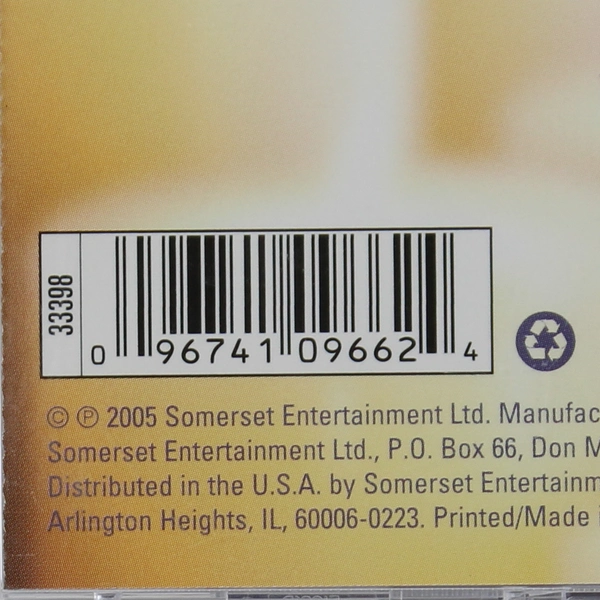 33398
0 96741 09662 4
© ℗ 2005 Somerset Entertainment Ltd. Manufac
Somerset Entertainment Ltd., P.O. Box 66, Don M
Distributed in the U.S.A. by Somerset Entertainm
Arlington Heights, IL, 60006-0223. Printed/Made i